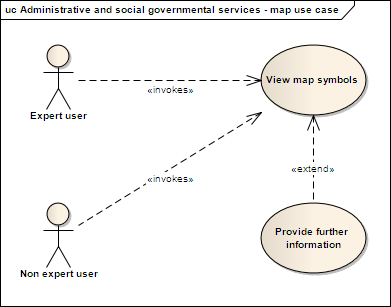 uc Administrative and social governmental services - map use case
Expert user
«invokes»
View map symbols
«invokes»
«extend»
Non expert user
Provide further
information